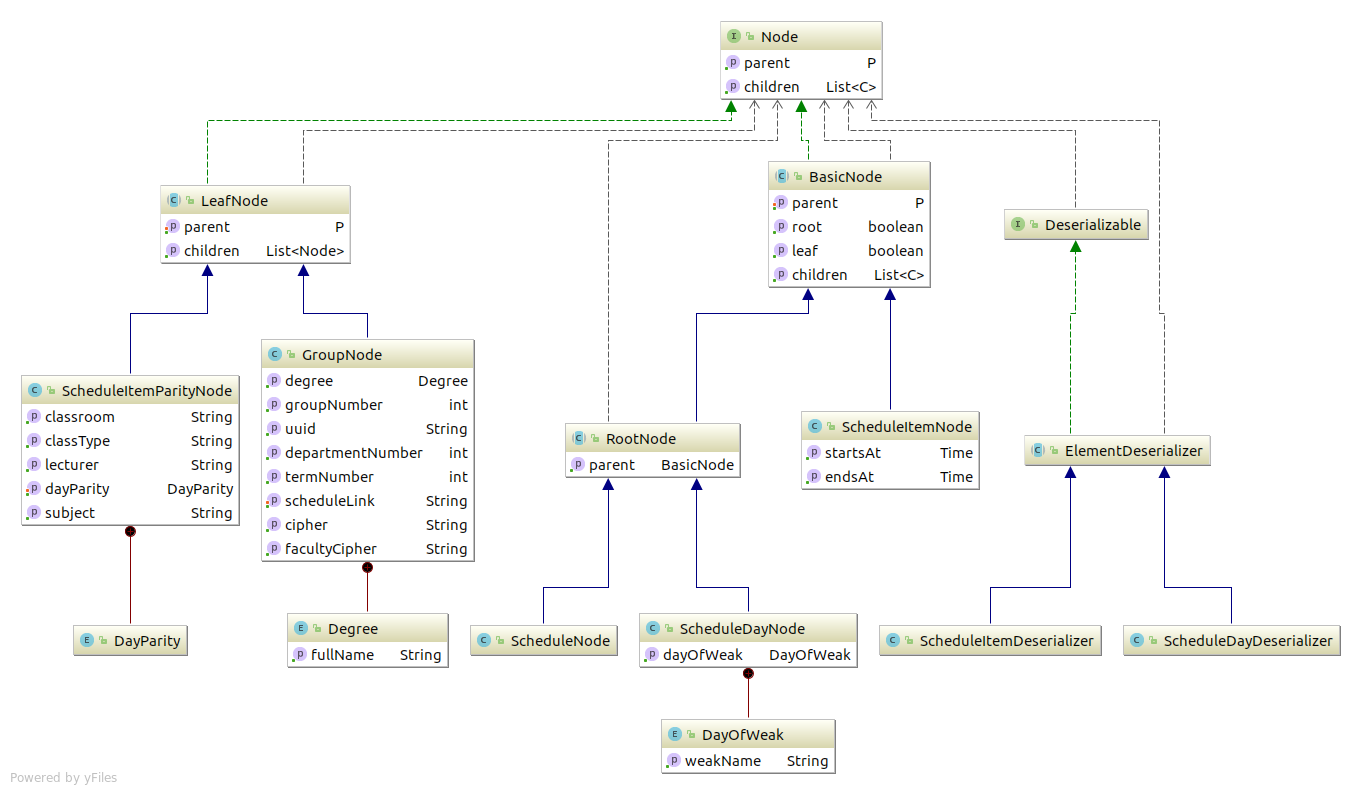 Node
parent P
children List<C>
BasicNode
parent P
root boolean
leaf boolean
children List<C>
LeafNode
parent P
children List<Node>
Deserializable
GroupNode
degree Degree
groupNumber int
uuid String
departmentNumber int
termNumber int
scheduleLink String
cipher String
facultyCipher String
ScheduleItemParityNode
classroom String
classType String
lecturer String
dayParity DayParity
subject String
RootNode
parent BasicNode
ScheduleItemNode
startsAt Time
endsAt Time
ElementDeserializer
DayParity
Degree
fullName String
ScheduleNode
ScheduleDayNode
dayOfWeak DayOfWeak
ScheduleItemDeserializer
ScheduleDayDeserializer
DayOfWeak
weakName String
Powered by yFiles